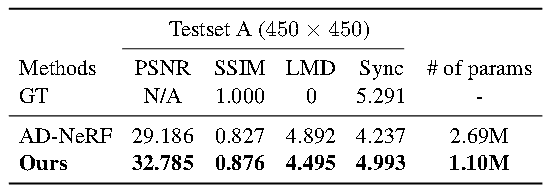 Testset A (450 × 450)
Methods PSNR SSIM LMD Sync # of params
GT N/A 1.000 0 5.291 -
AD-NeRF 29.186 0.827 4.892 4.237 2.69M
Ours 32.785 0.876 4.495 4.993 1.10M